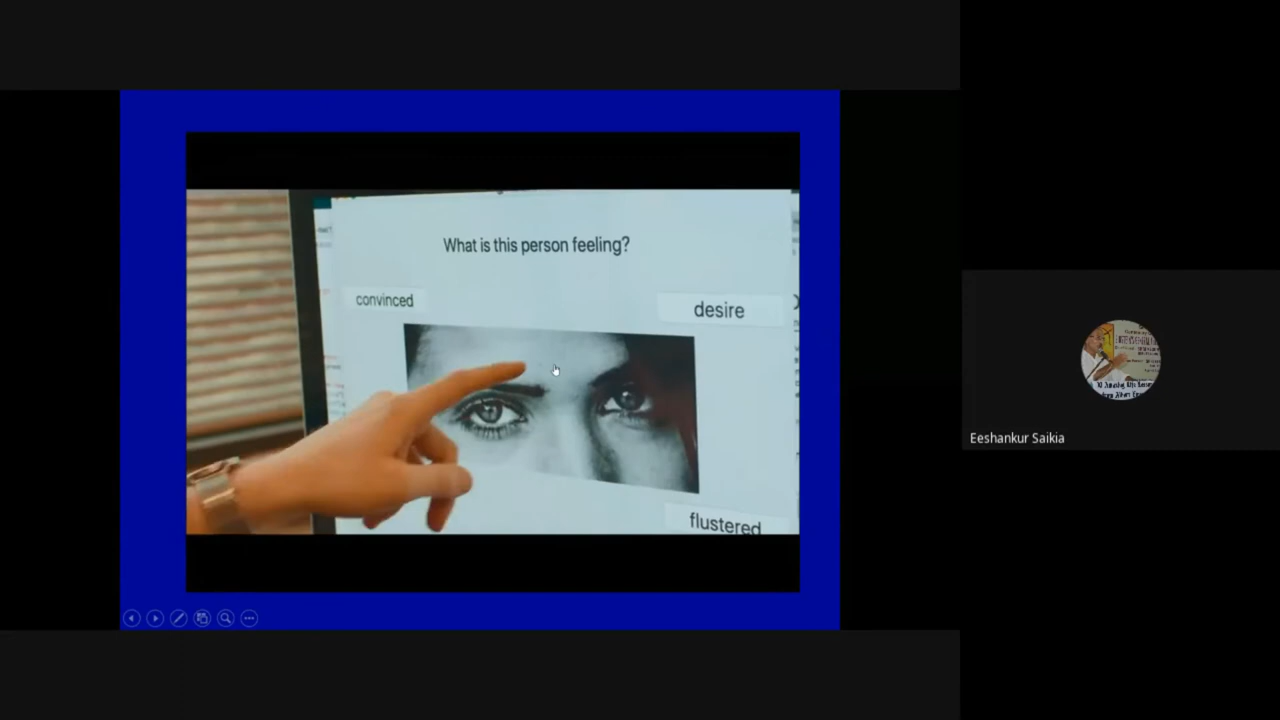 What is this person feeling?
convinced
desire
flustered
Eeshankur Saikia